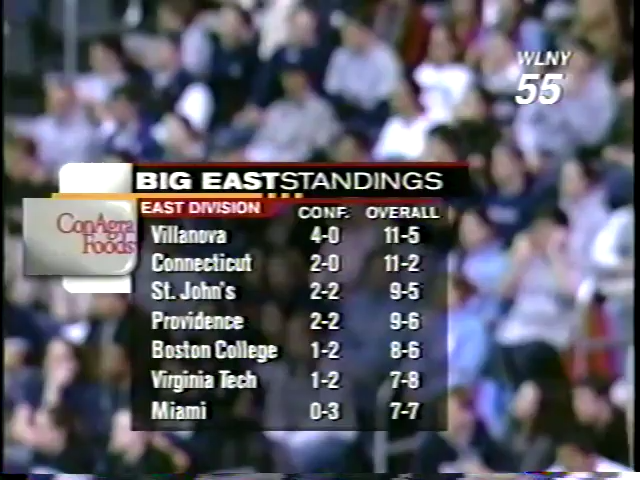 WLNY
55
BIG EAST STANDINGS
ConAgra
Foods
EAST DIVISION CONF. OVERALL
Villanova 4-0 11-5
Connecticut 2-0 11-2
St. John's 2-2 9-5
Providence 2-2 9-6
Boston College 1-2 8-6
Virginia Tech 1-2 7-8
Miami 0-3 7-7